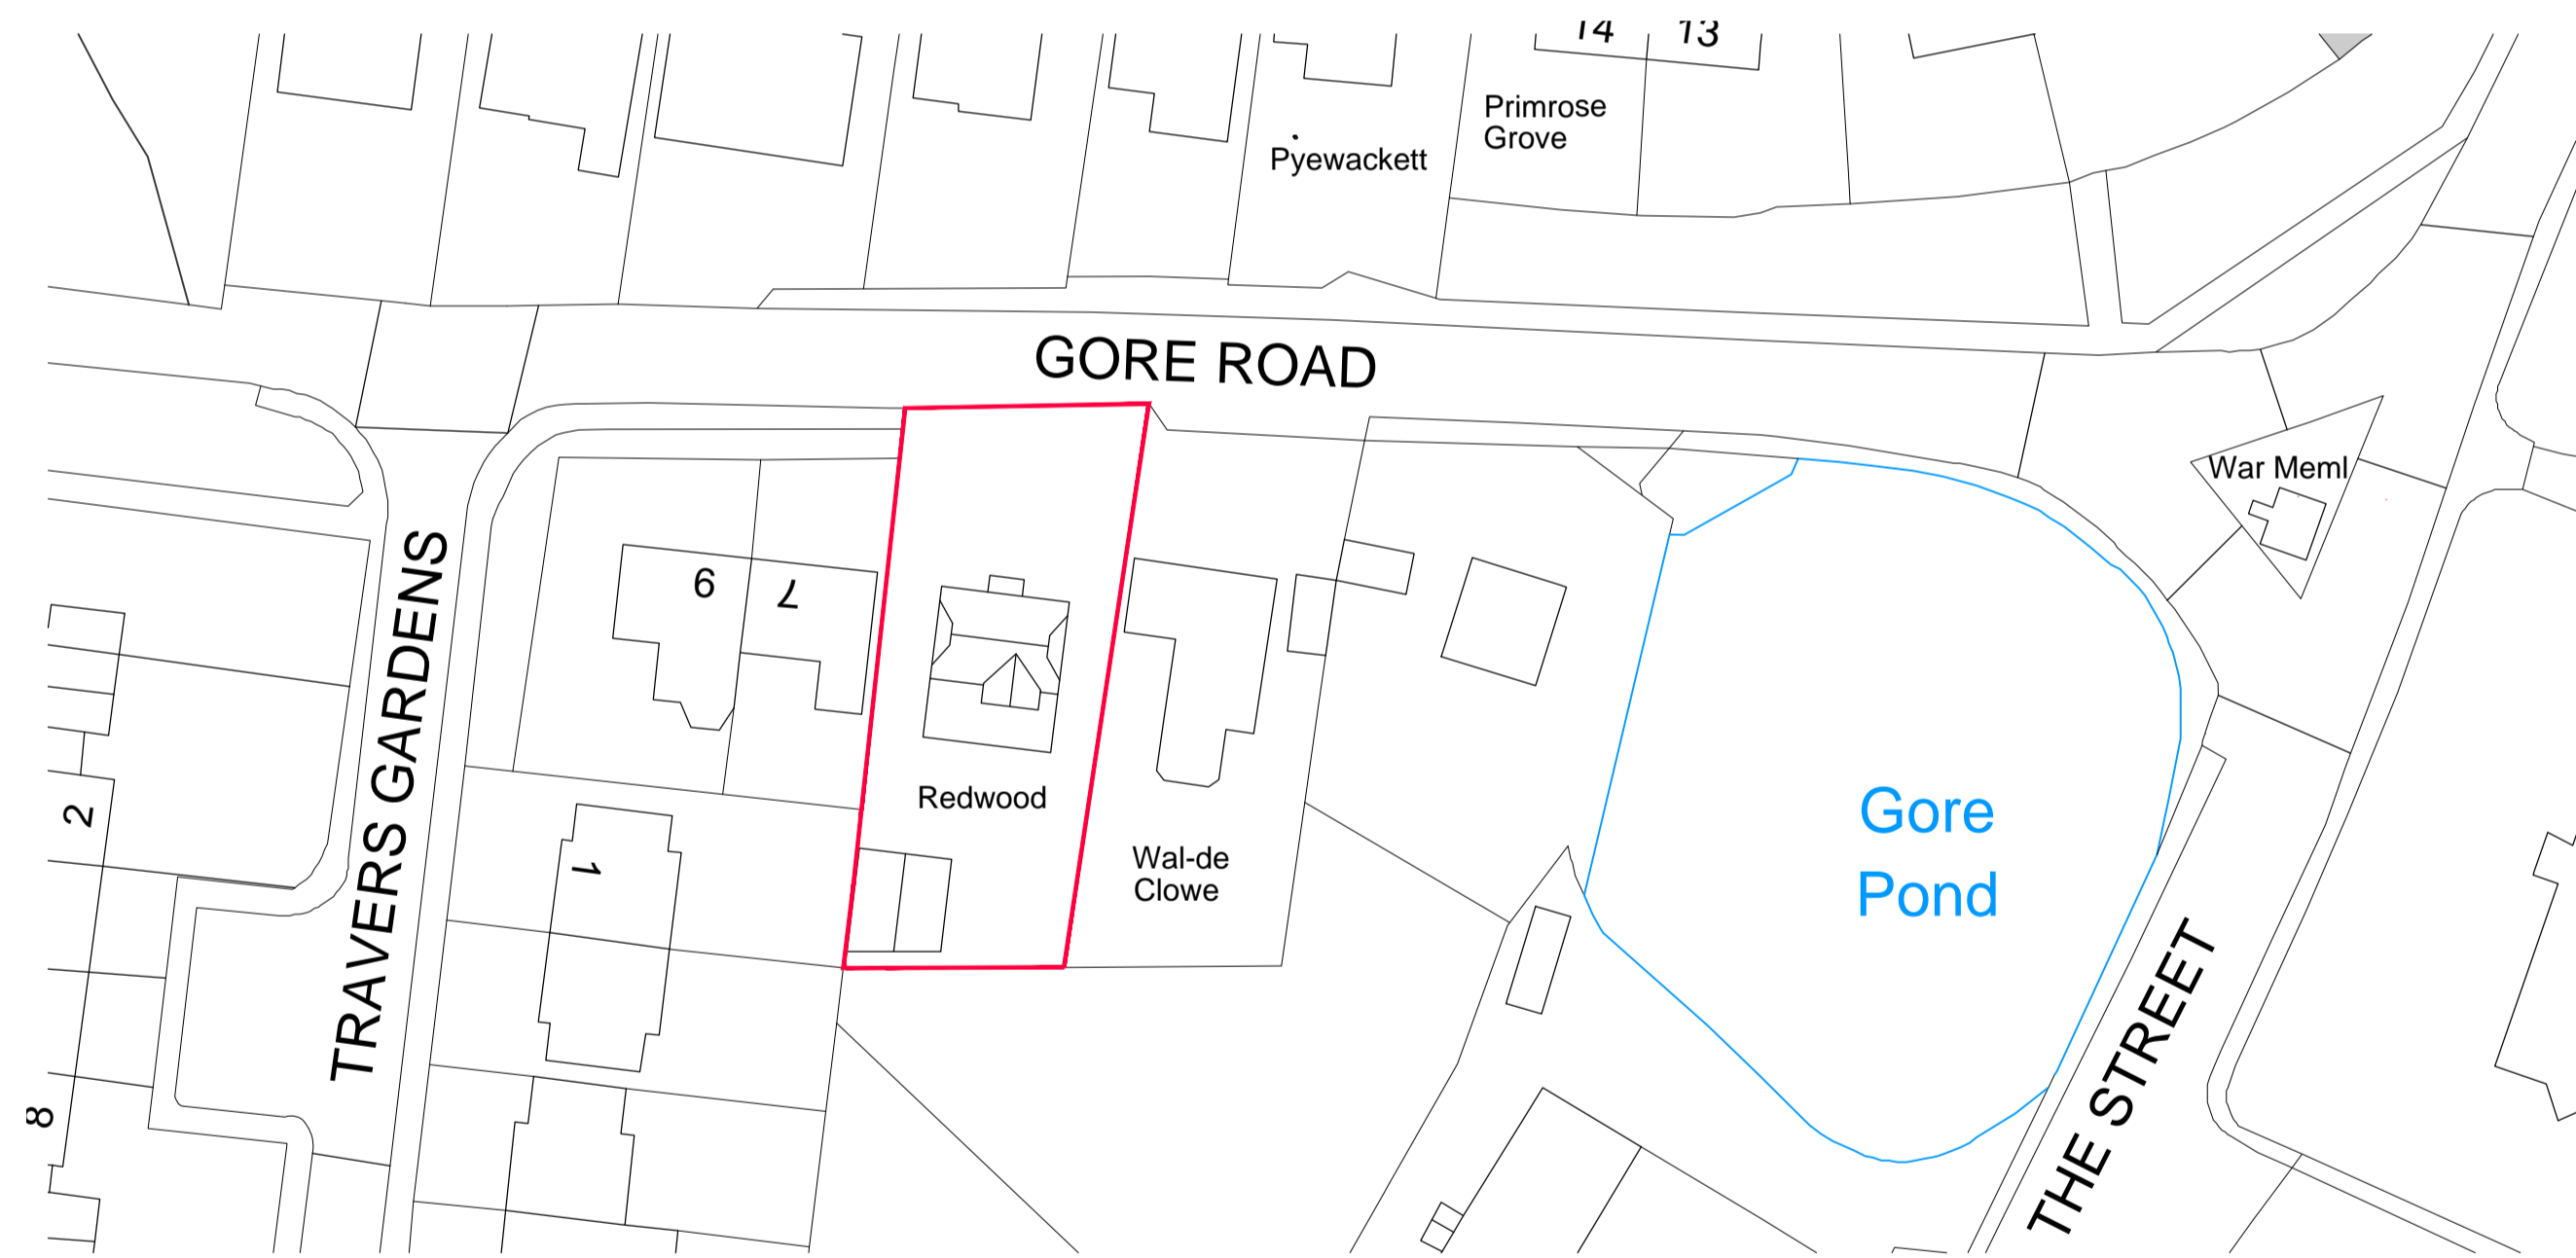 14 13
Primrose
Grove
Pyewackett
GORE ROAD
War Meml
6 7
TRAVERS GARDENS
Redwood
2
1
Wal-de
Clowe
Gore
Pond
THE STREET
8